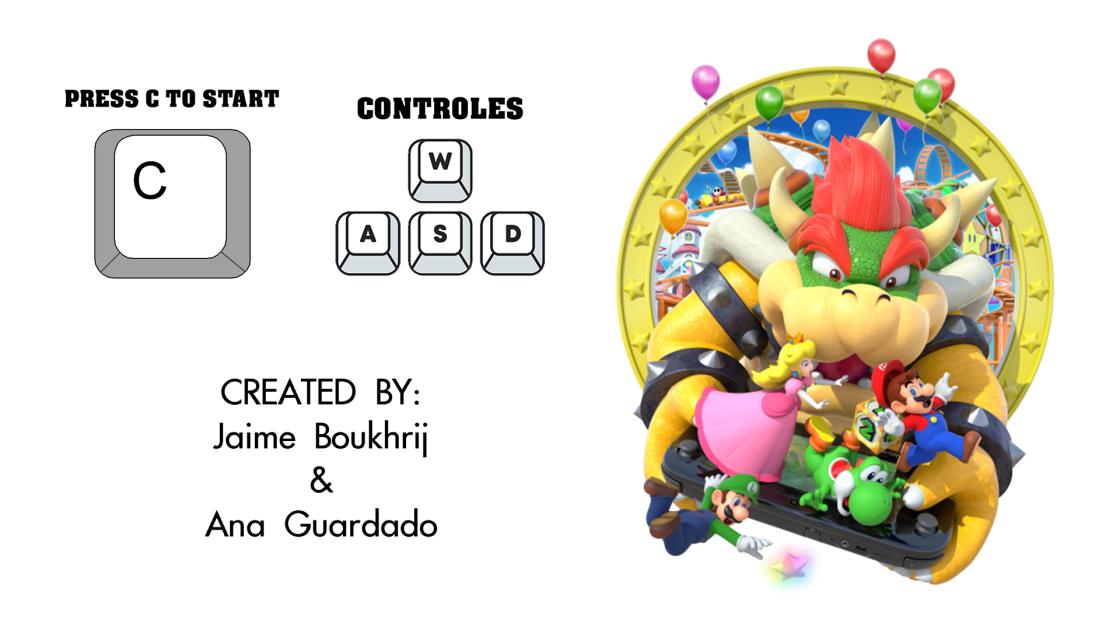 PRESS C TO START
C
CONTROLES
W
A S D
CREATED BY:
Jaime Boukhrij
&
Ana Guardado